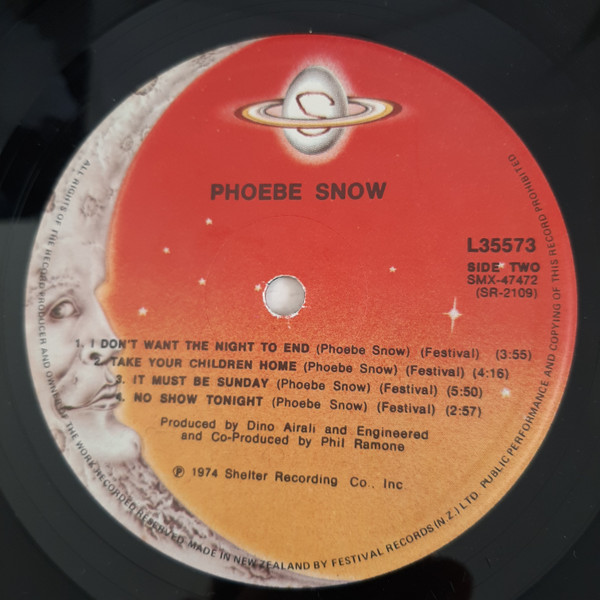 PHOEBE SNOW
L35573
SIDE TWO
SMX-47472
(SR-2109)
1. I DON'T WANT THE NIGHT TO END (Phoebe Snow) (Festival) (3:55)
2. TAKE YOUR CHILDREN HOME (Phoebe Snow) (Festival) (4:16)
3. IT MUST BE SUNDAY (Phoebe Snow) (Festival) (5:50)
4. NO SHOW TONIGHT (Phoebe Snow) (Festival) (2:57)
Produced by Dino Airali and Engineered
and Co-Produced by Phil Ramone
℗ 1974 Shelter Recording Co., Inc.
ALL RIGHTS OF THE RECORD PRODUCER AND OWNER OF THE WORK RECORDED RESERVED. MADE IN NEW ZEALAND BY FESTIVAL RECORDS (N.Z.) LTD. PUBLIC PERFORMANCE AND COPYING OF THIS RECORD PROHIBITED